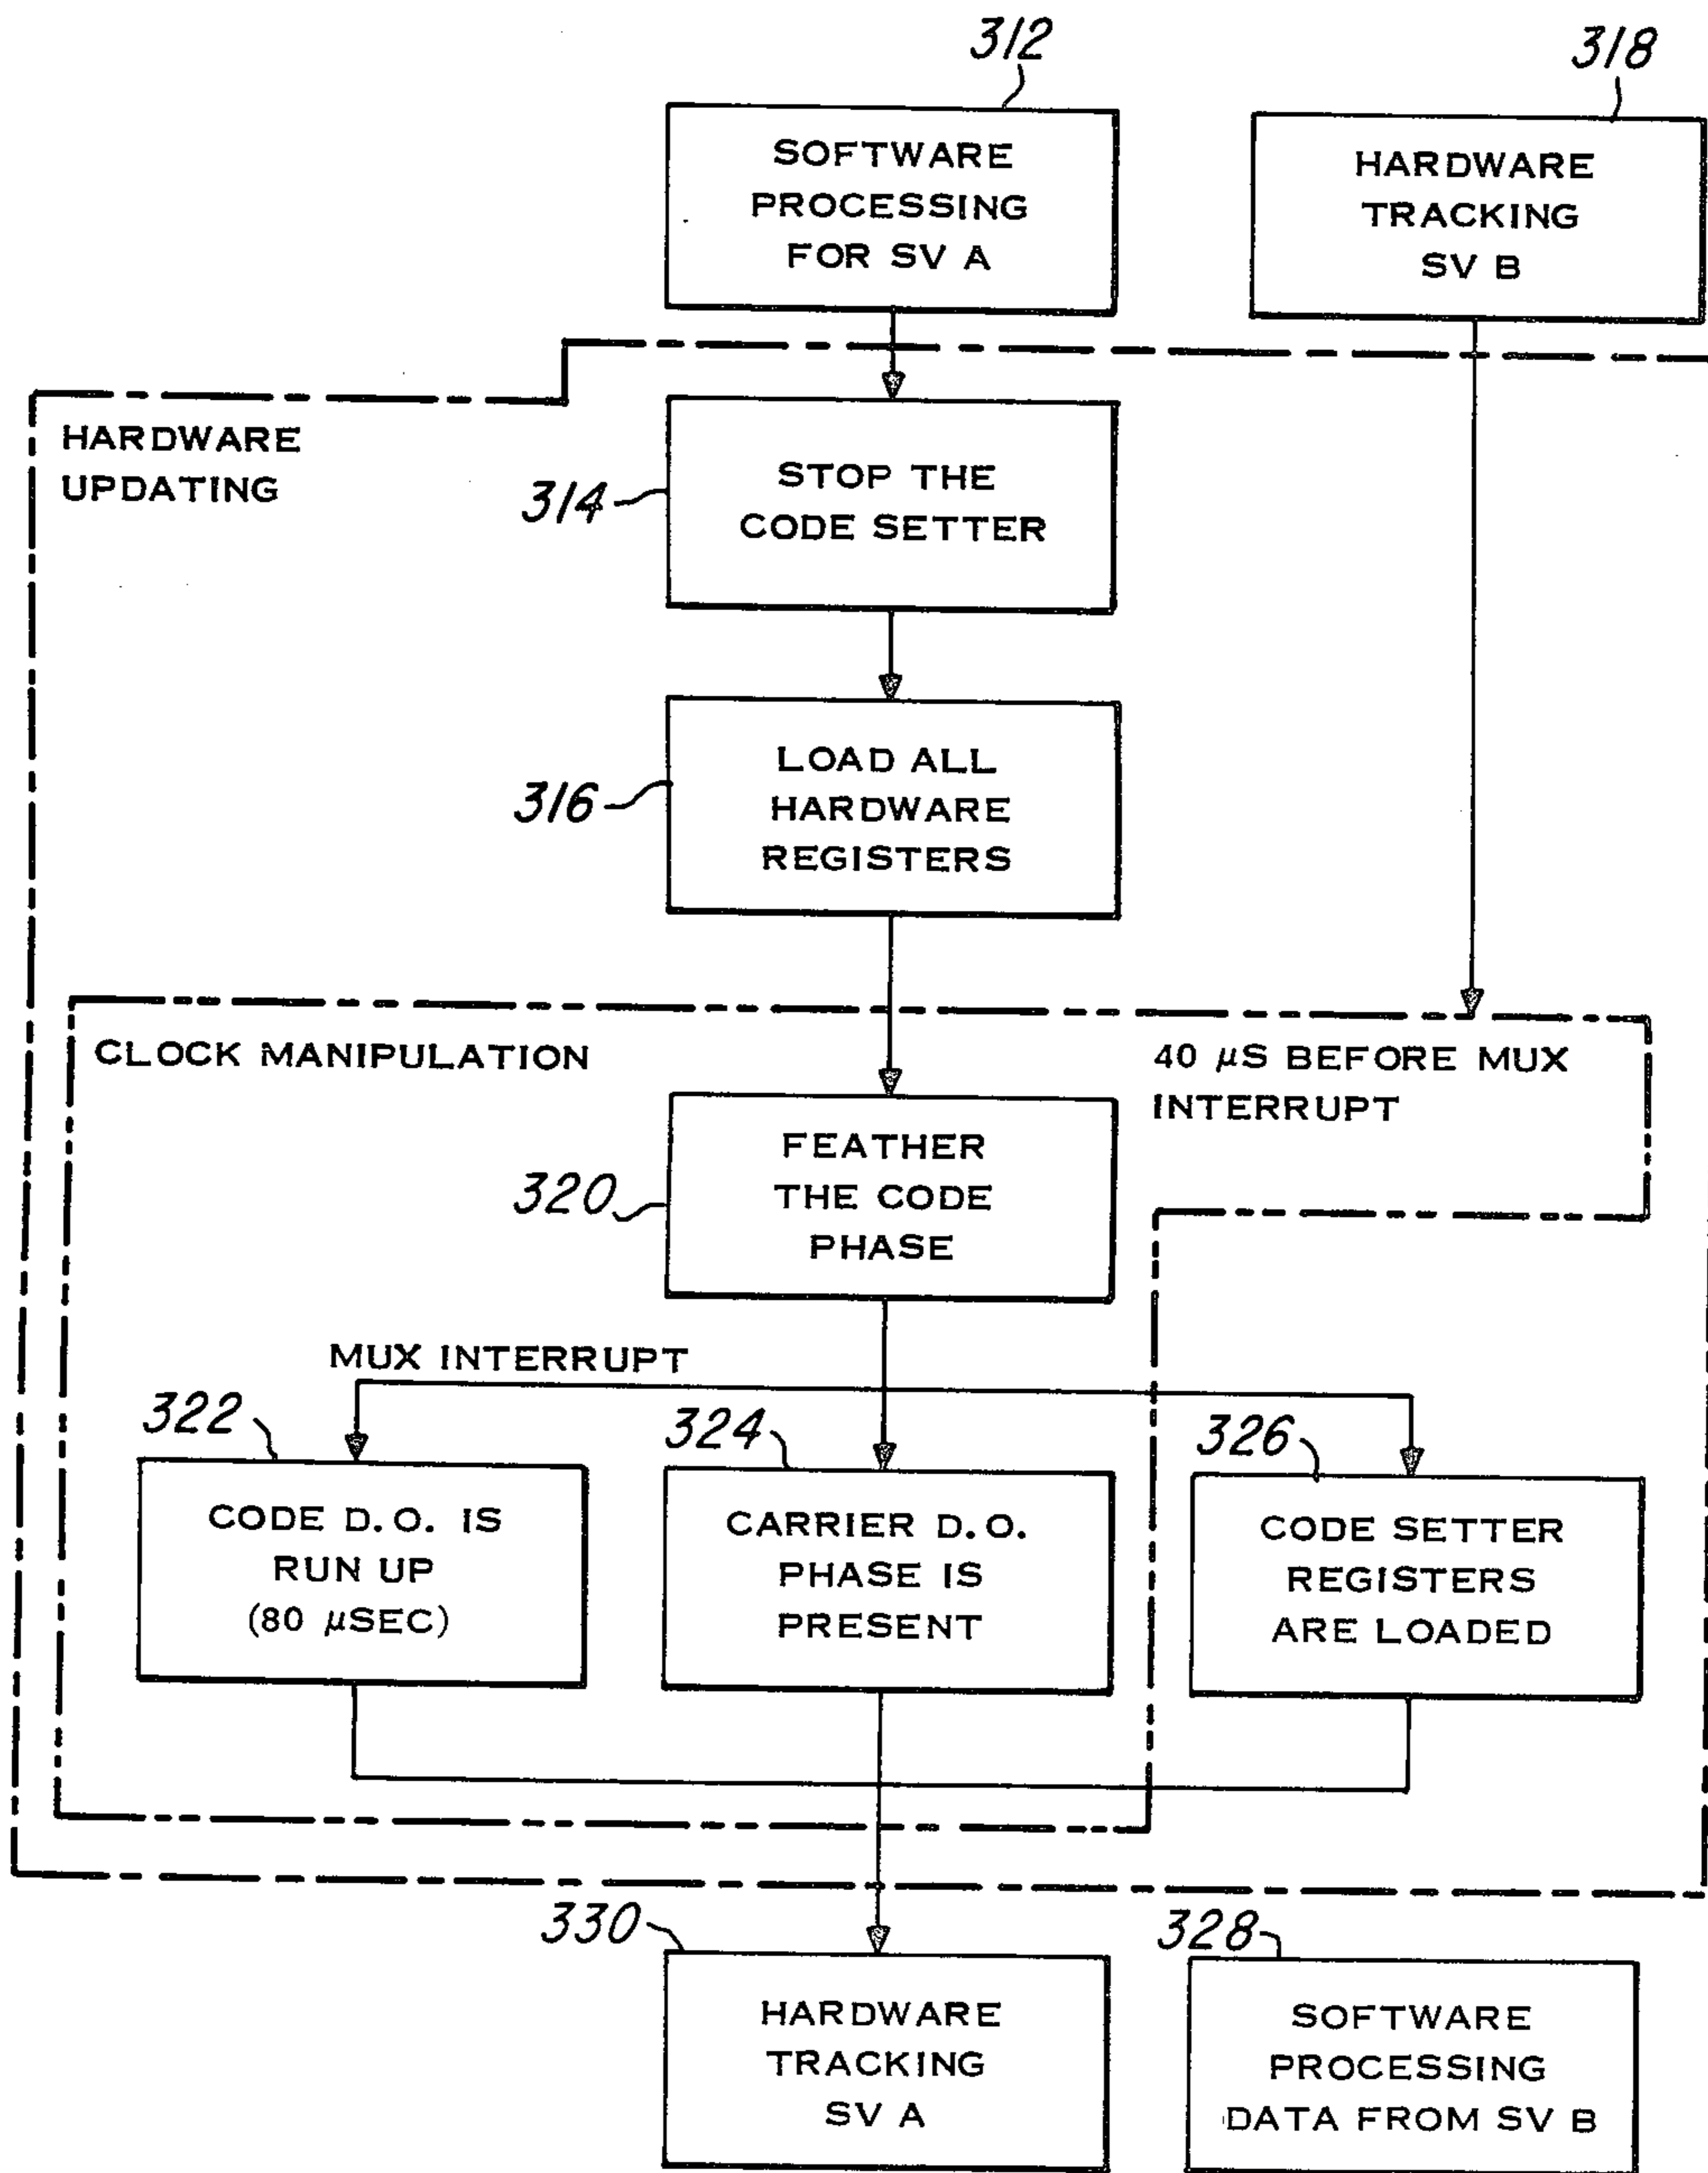 312
318
SOFTWARE
PROCESSING
FOR SV A
HARDWARE
TRACKING
SV B
HARDWARE
UPDATING
314
STOP THE
CODE SETTER
316
LOAD ALL
HARDWARE
REGISTERS
CLOCK MANIPULATION
40 μS BEFORE MUX
INTERRUPT
320
FEATHER
THE CODE
PHASE
MUX INTERRUPT
322
324
326
CODE D.O. IS
RUN UP
(80 μSEC)
CARRIER D.O.
PHASE IS
PRESENT
CODE SETTER
REGISTERS
ARE LOADED
330
328
HARDWARE
TRACKING
SV A
SOFTWARE
PROCESSING
DATA FROM SV B